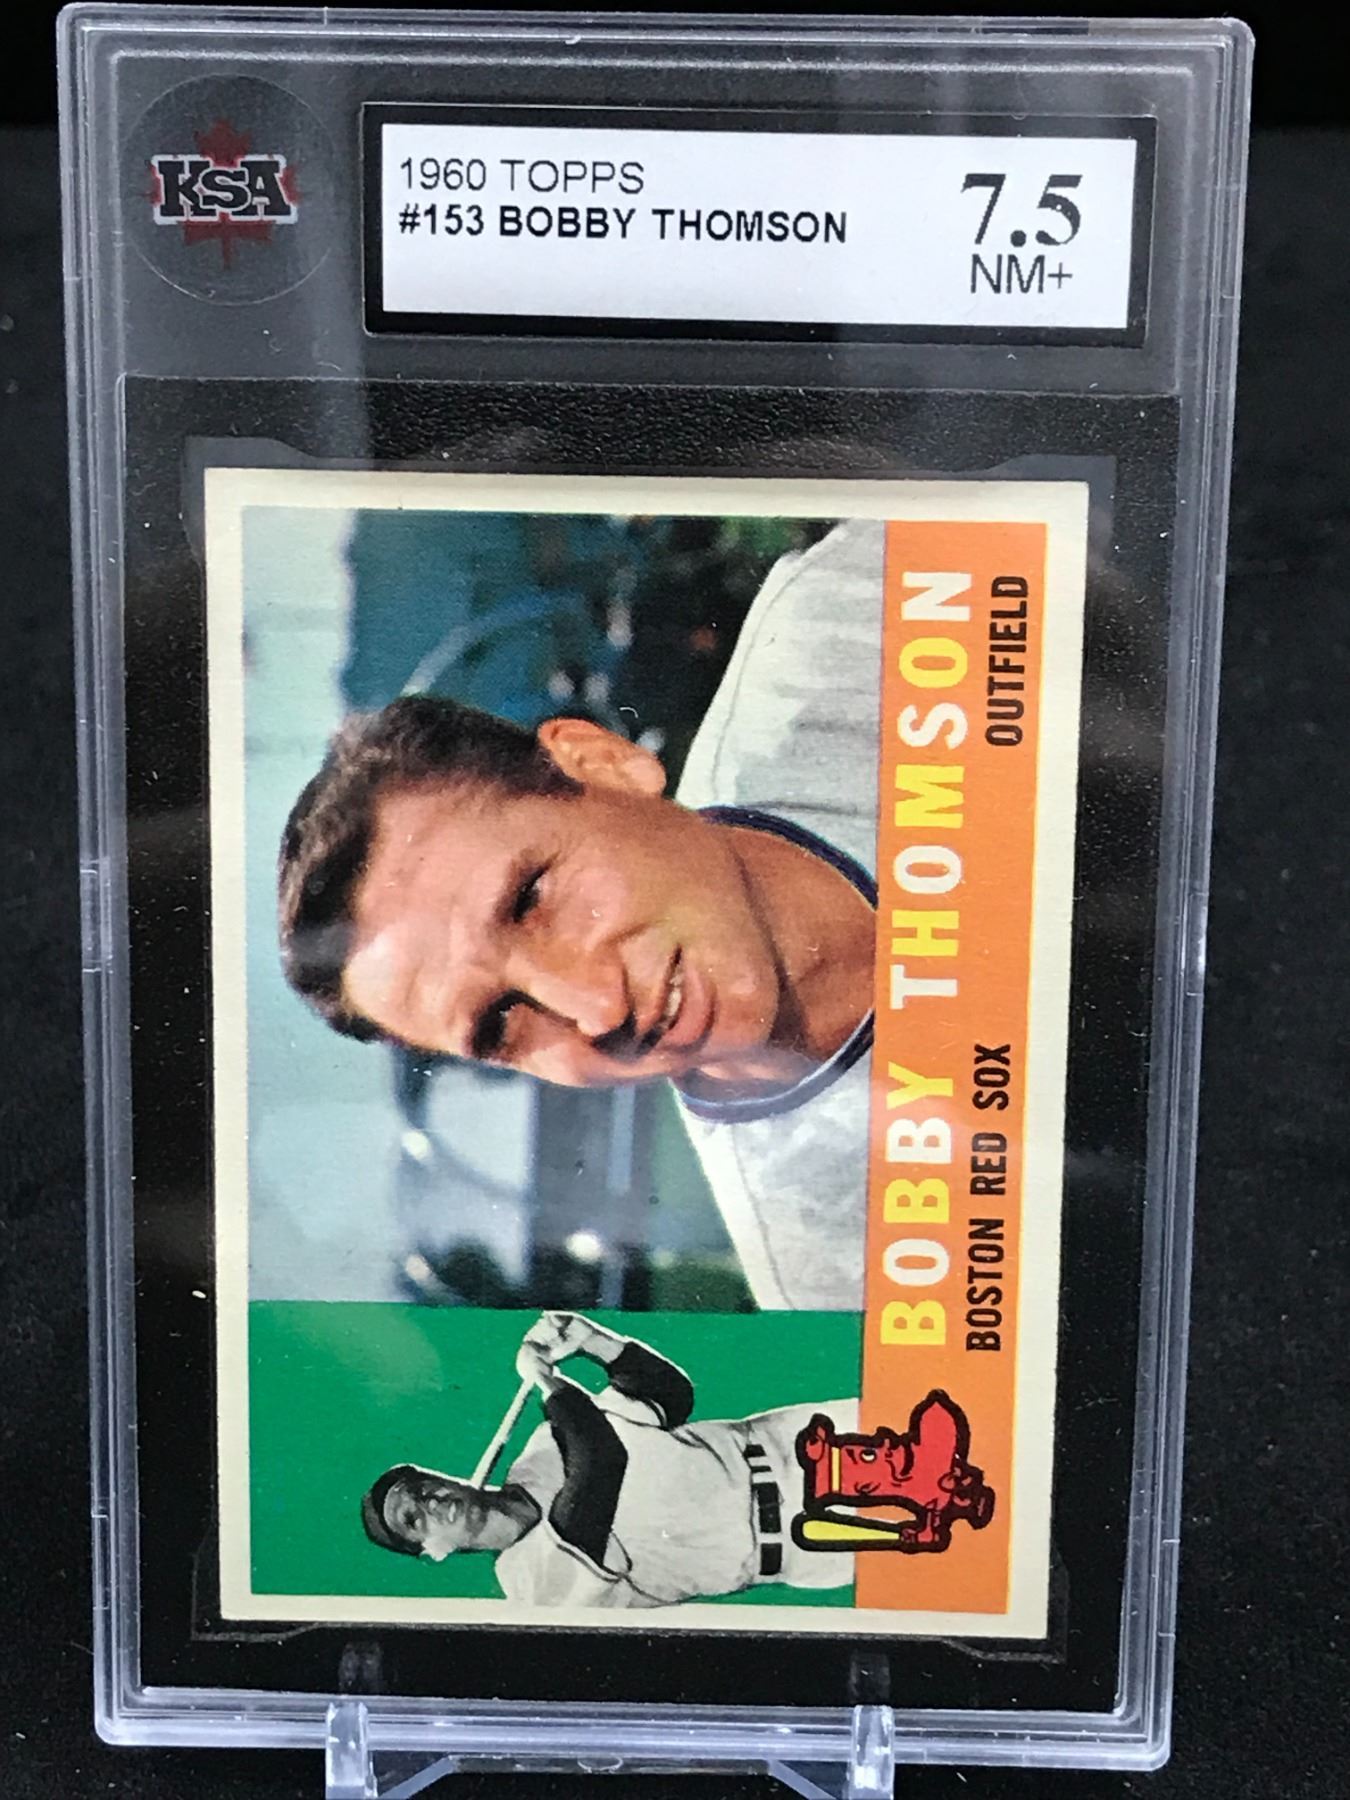 KSA
1960 TOPPS
#153 BOBBY THOMSON
7.5
NM+
BOBBY THOMSON
BOSTON RED SOX OUTFIELD